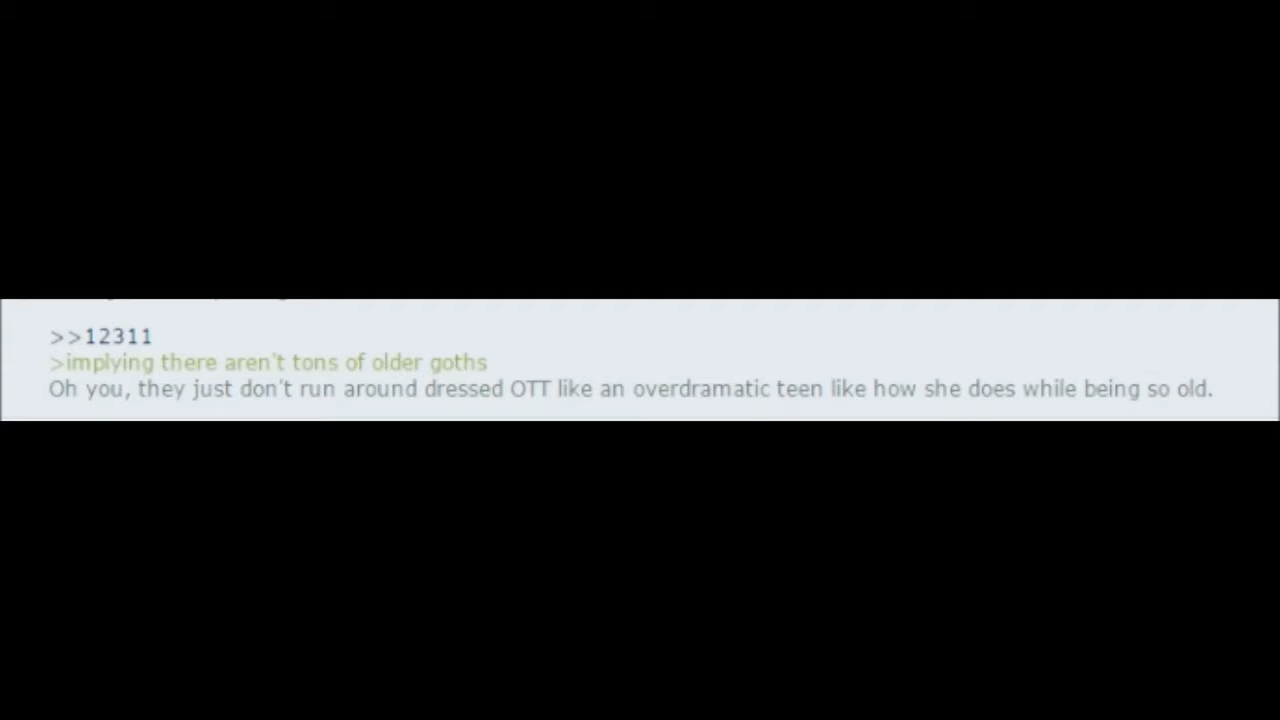 >>12311
>implying there aren't tons of older goths
Oh you, they just don't run around dressed OTT like an overdramatic teen like how she does while being so old.